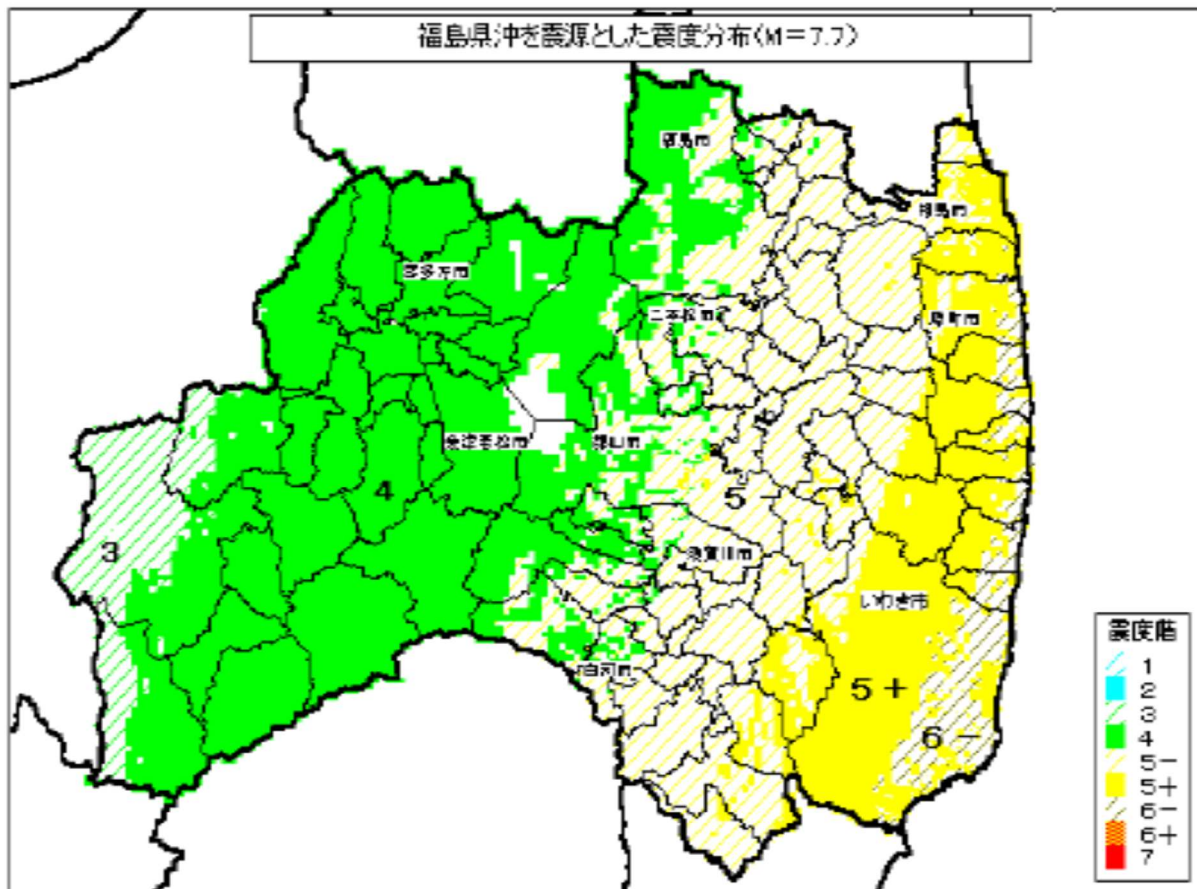 福島県沖を震源とした震度分布(M=7.7)
福島市
相馬市
喜多方市
二本松市
原町市
会津若松市
郡山市
4
5-
3
須賀川市
いわき市
白河市
5+
6-
震度階
1
2
3
4
5-
5+
6-
6+
7